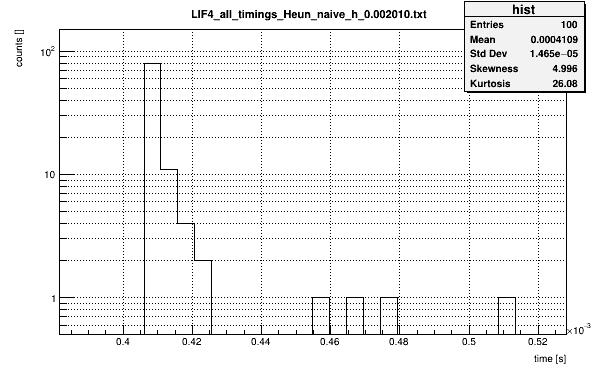 LIF4_all_timings_Heun_naive_h_0.002010.txt
hist
Entries 100
Mean 0.0004109
Std Dev 1.465e−05
Skewness 4.996
Kurtosis 26.08
counts []
10²
10
1
0.4 0.42 0.44 0.46 0.48 0.5 0.52
×10⁻³
time [s]